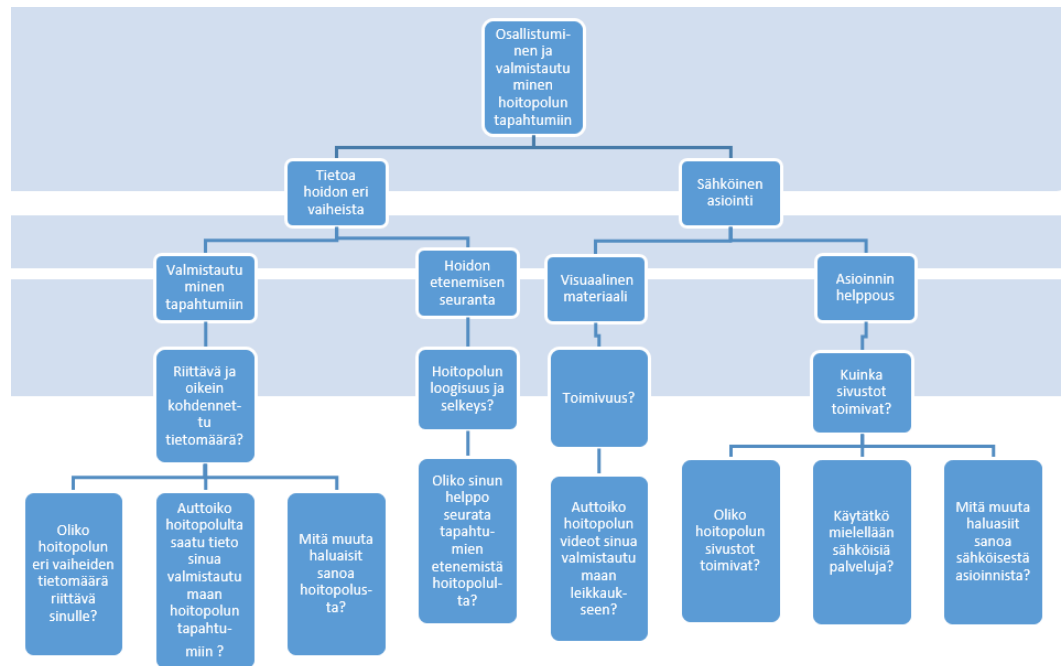 Osallistumi-
nen ja
valmistautu
minen
hoitopolun
tapahtumiin
Tietoa
hoidon eri
vaiheista
Sähköinen
asiointi
Valmistautu
minen
tapahtumiin
Hoidon
etenemisen
seuranta
Visuaalinen
materiaali
Asioinnin
helppous
Riittävä ja
oikein
kohdennet-
tu
tietomäärä?
Hoitopolun
loogisuus ja
selkeys?
Toimivuus?
Kuinka
sivustot
toimivat?
Oliko
hoitopolun
eri vaiheiden
tietomäärä
riittävä
sinulle?
Auttoiko
hoitopolulta
saatu tieto
sinua
valmistautu
maan
hoitopolun
tapahtu-
miin ?
Mitä muuta
haluaisit
sanoa
hoitopolus-
ta?
Oliko sinun
helppo
seurata
tapahtu-
mien
etenemistä
hoitopolul-
ta?
Auttoiko
hoitopolun
videot sinua
valmistautu
maan
leikkauk-
seen?
Oliko
hoitopolun
sivustot
toimivat?
Käytätkö
mielellään
sähköisiä
palveluja?
Mitä muuta
haluasiit
sanoa
sähköisestä
asioinnista?